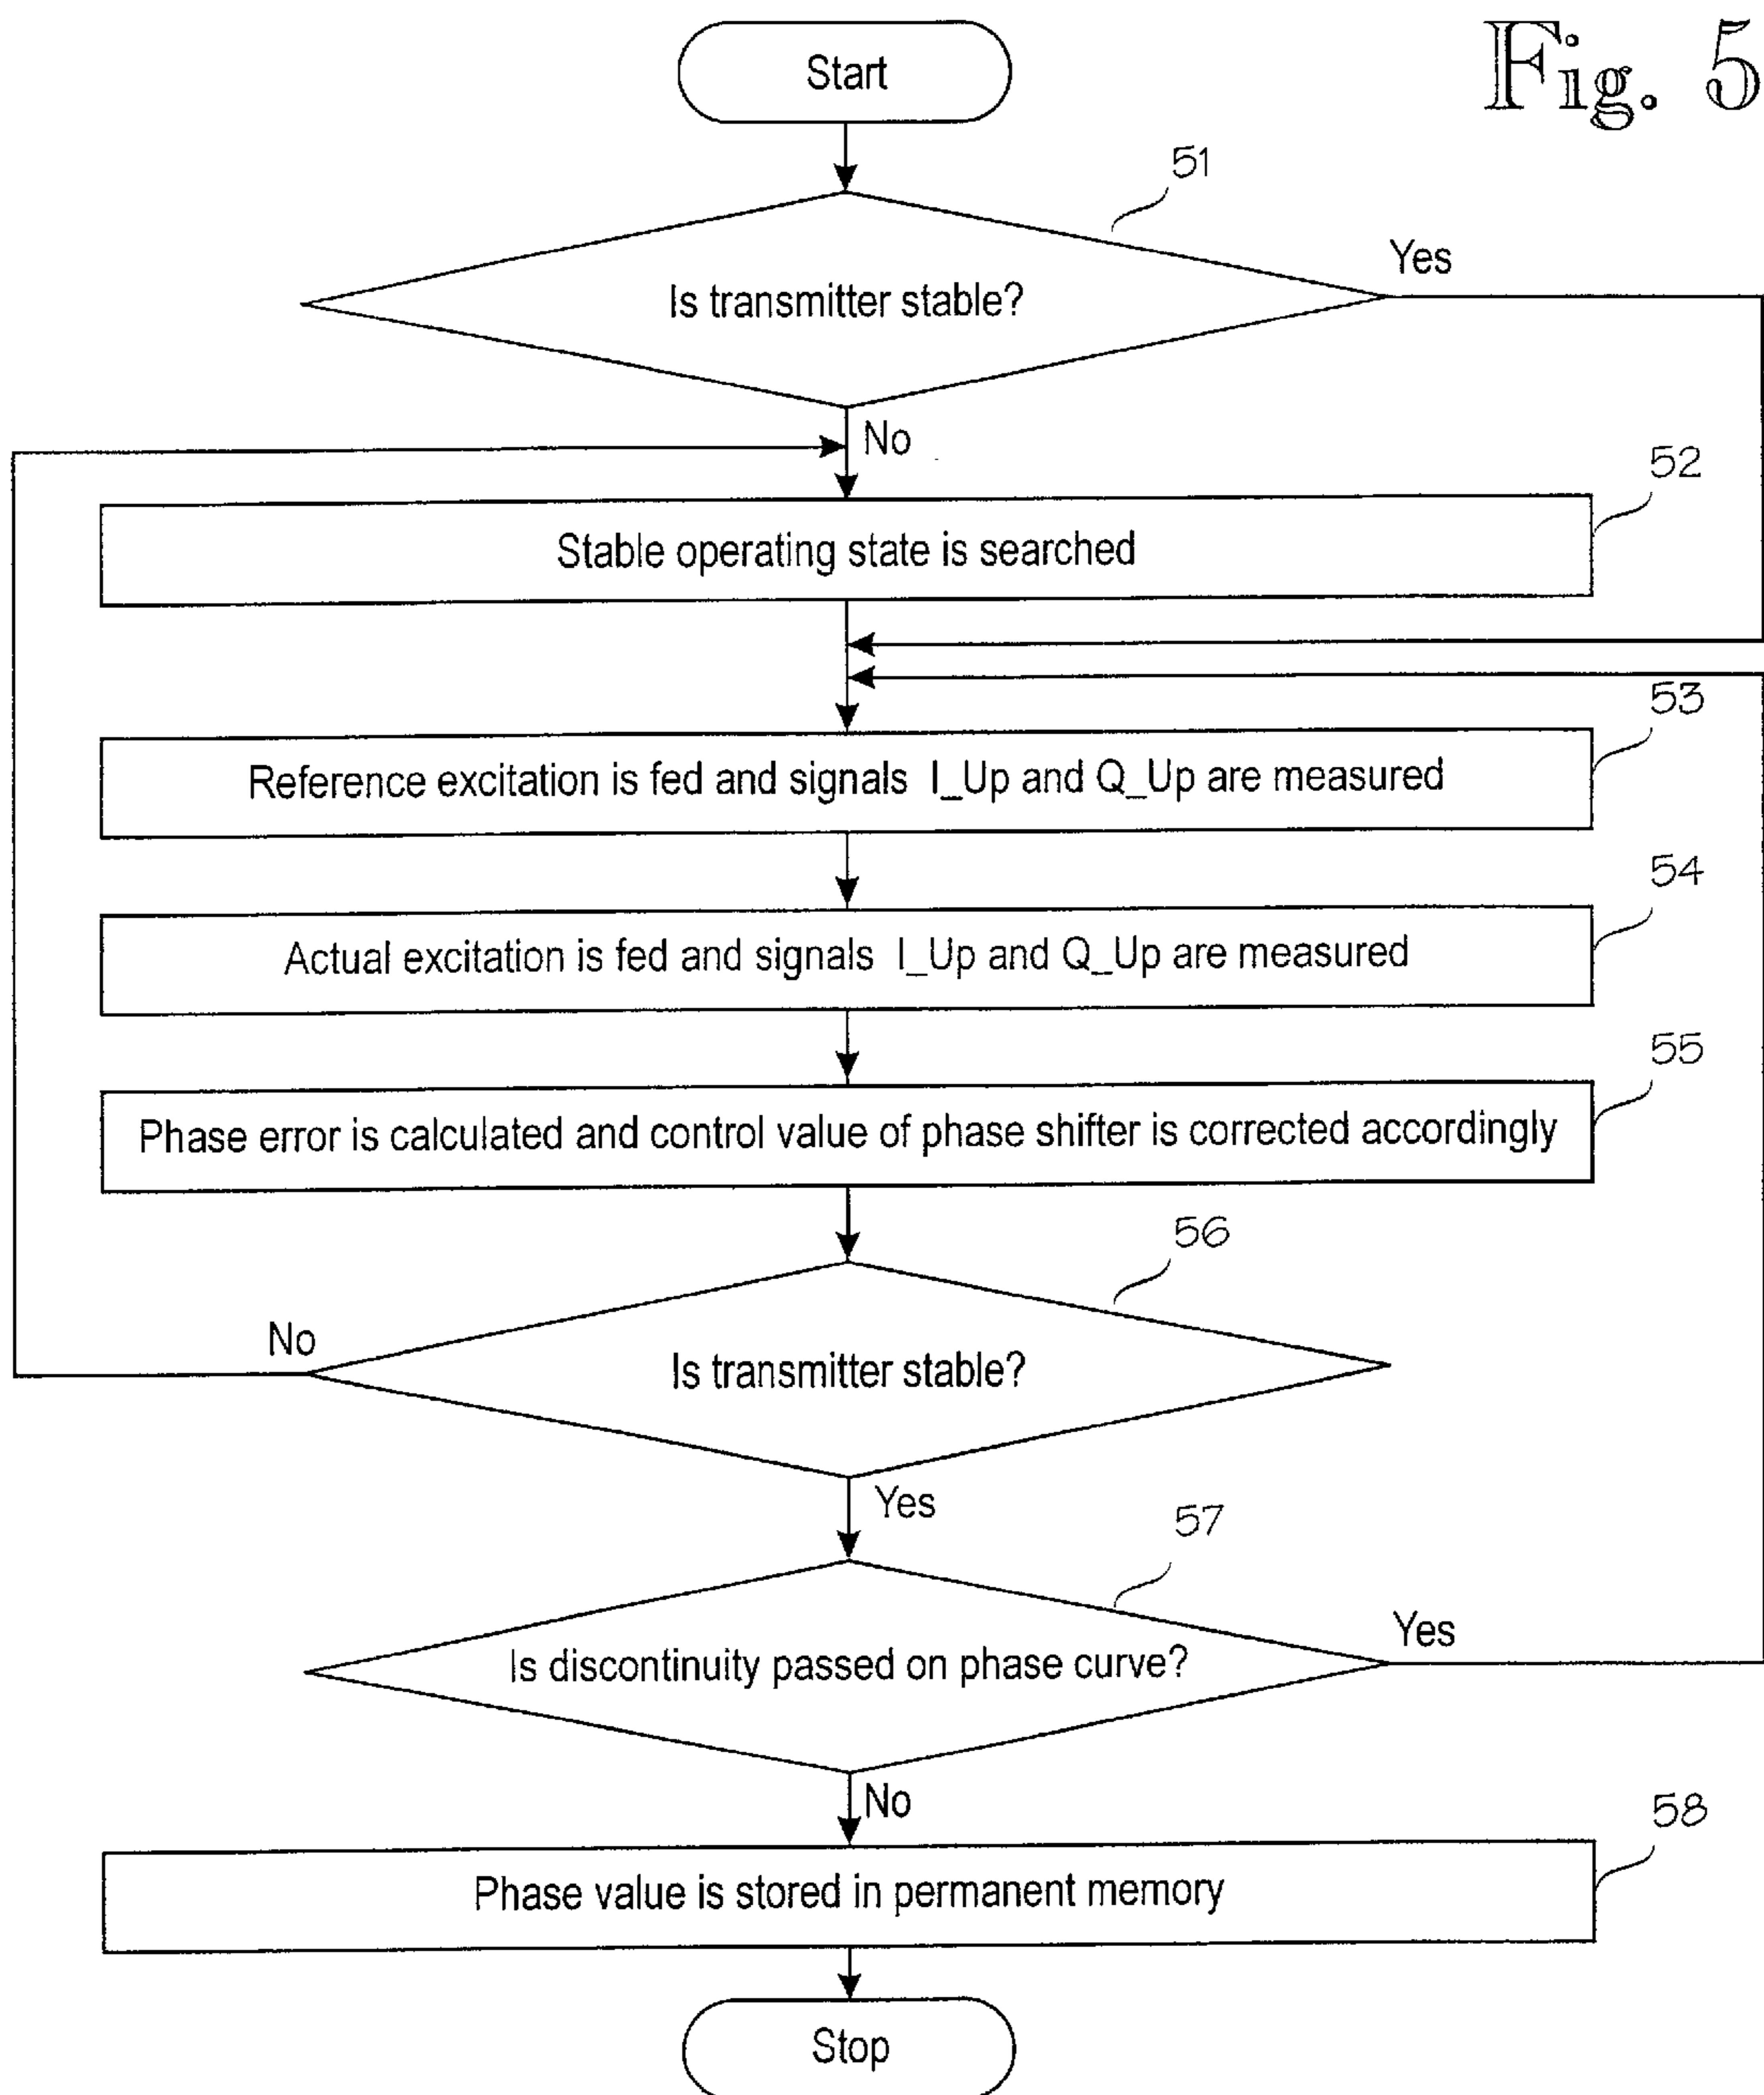 Fig. 5
Start
51
Is transmitter stable?
Yes
No
52
Stable operating state is searched
53
Reference excitation is fed and signals I_Up and Q_Up are measured
54
Actual excitation is fed and signals I_Up and Q_Up are measured
55
Phase error is calculated and control value of phase shifter is corrected accordingly
56
No
Is transmitter stable?
Yes
57
Is discontinuity passed on phase curve?
Yes
No
58
Phase value is stored in permanent memory
Stop